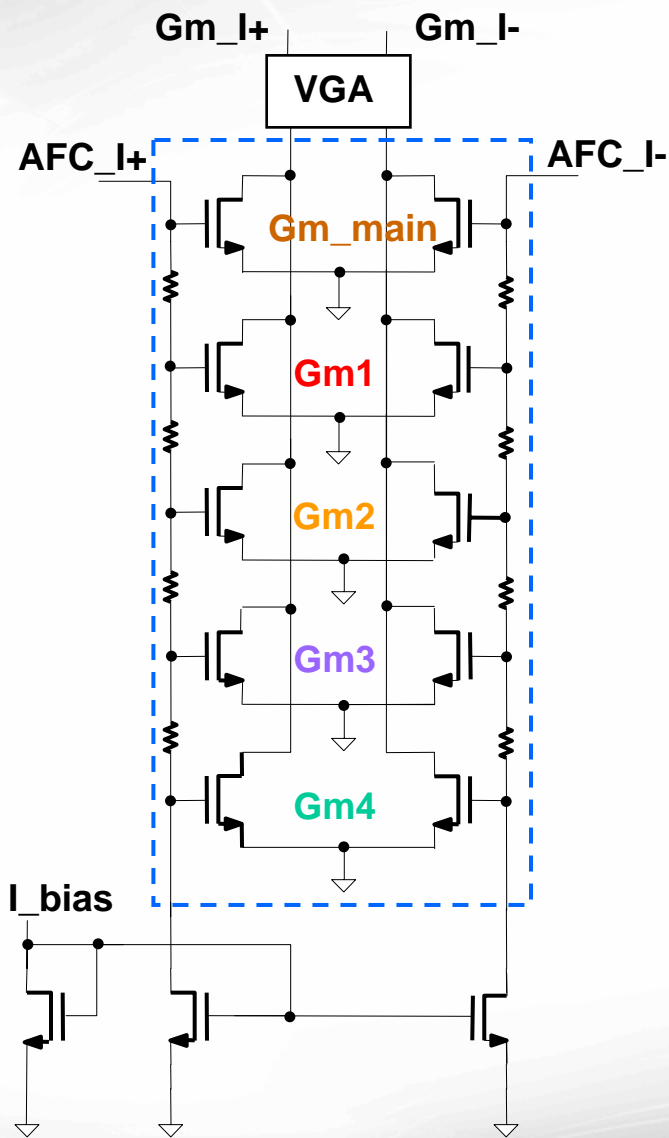 Gm_I+ Gm_I-
VGA
AFC_I+ AFC_I-
Gm_main
Gm1
Gm2
Gm3
Gm4
I_bias